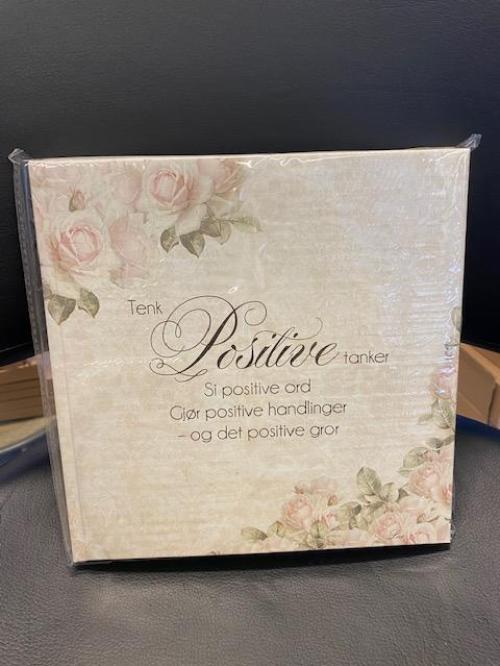 Tenk Positive tanker
Si positive ord
Gjør positive handlinger
– og det positive gror